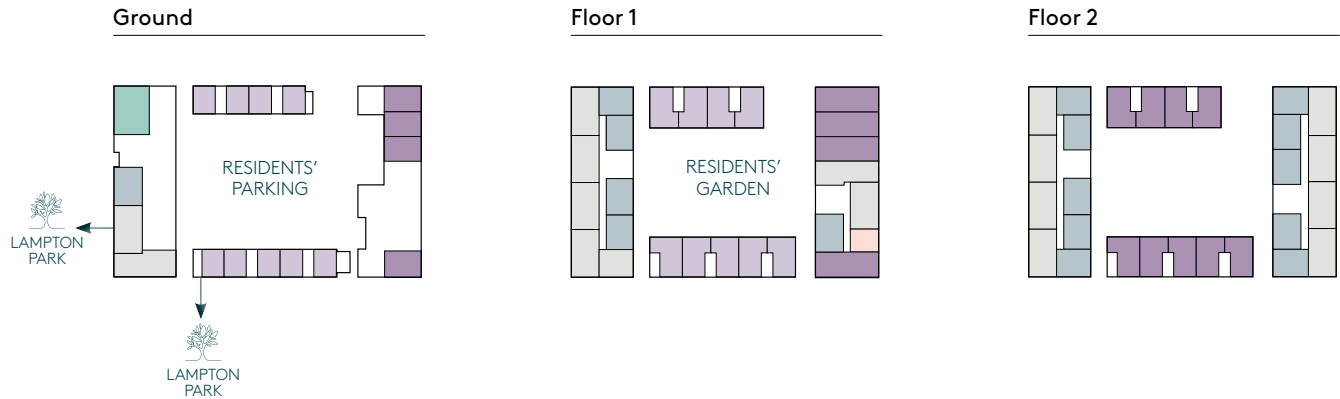 Ground
Floor 1
Floor 2
RESIDENTS'
PARKING
RESIDENTS'
GARDEN
LAMPTON
PARK
LAMPTON
PARK